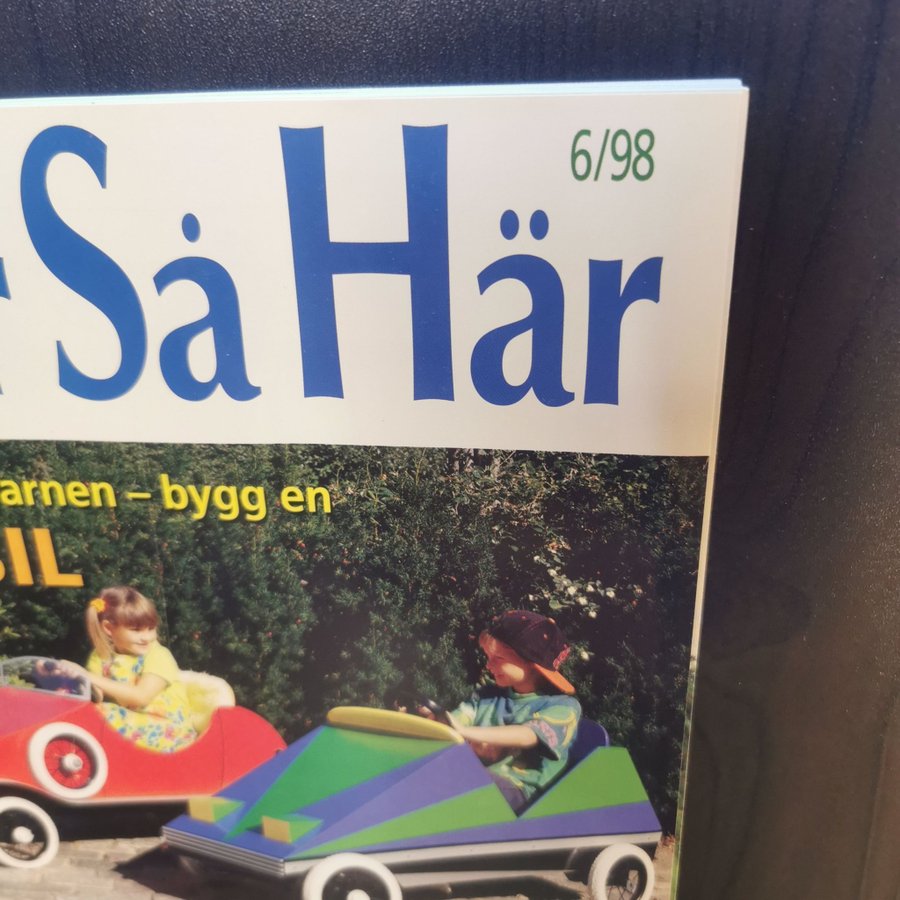 6/98
Så Här
arnen – bygg en
BIL